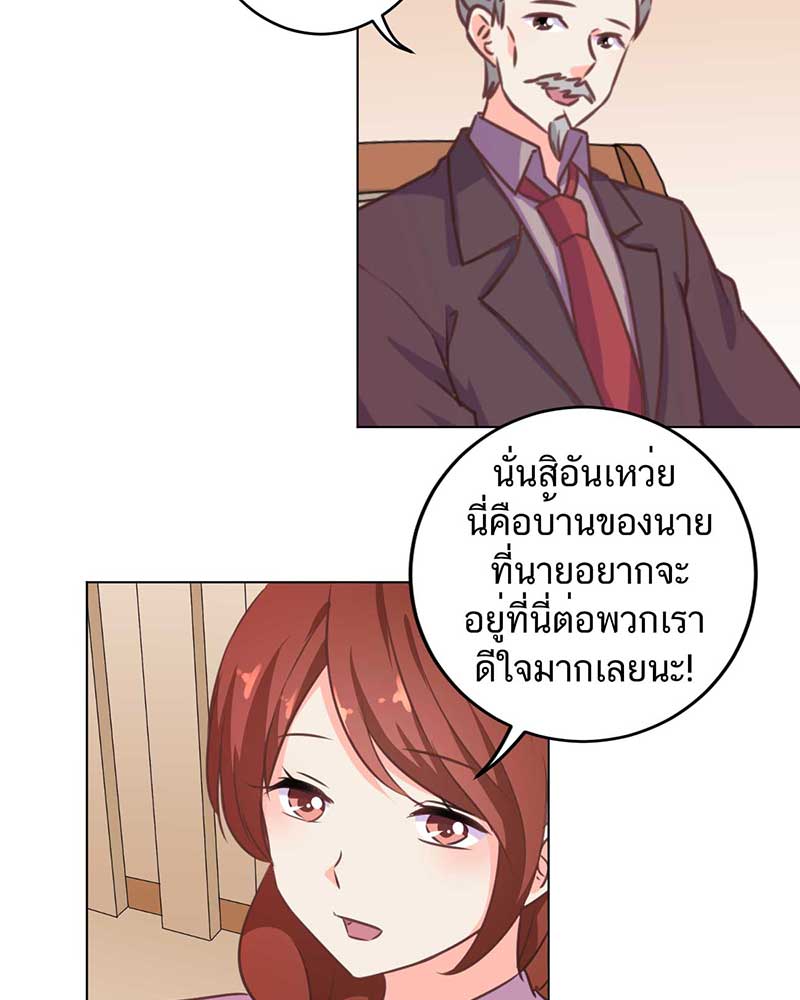 นั่นสิอันเหว่ย
นี่คือบ้านของนาย
ที่นายอยากจะ
อยู่ที่นี่ต่อพวกเรา
ดีใจมากเลยนะ!